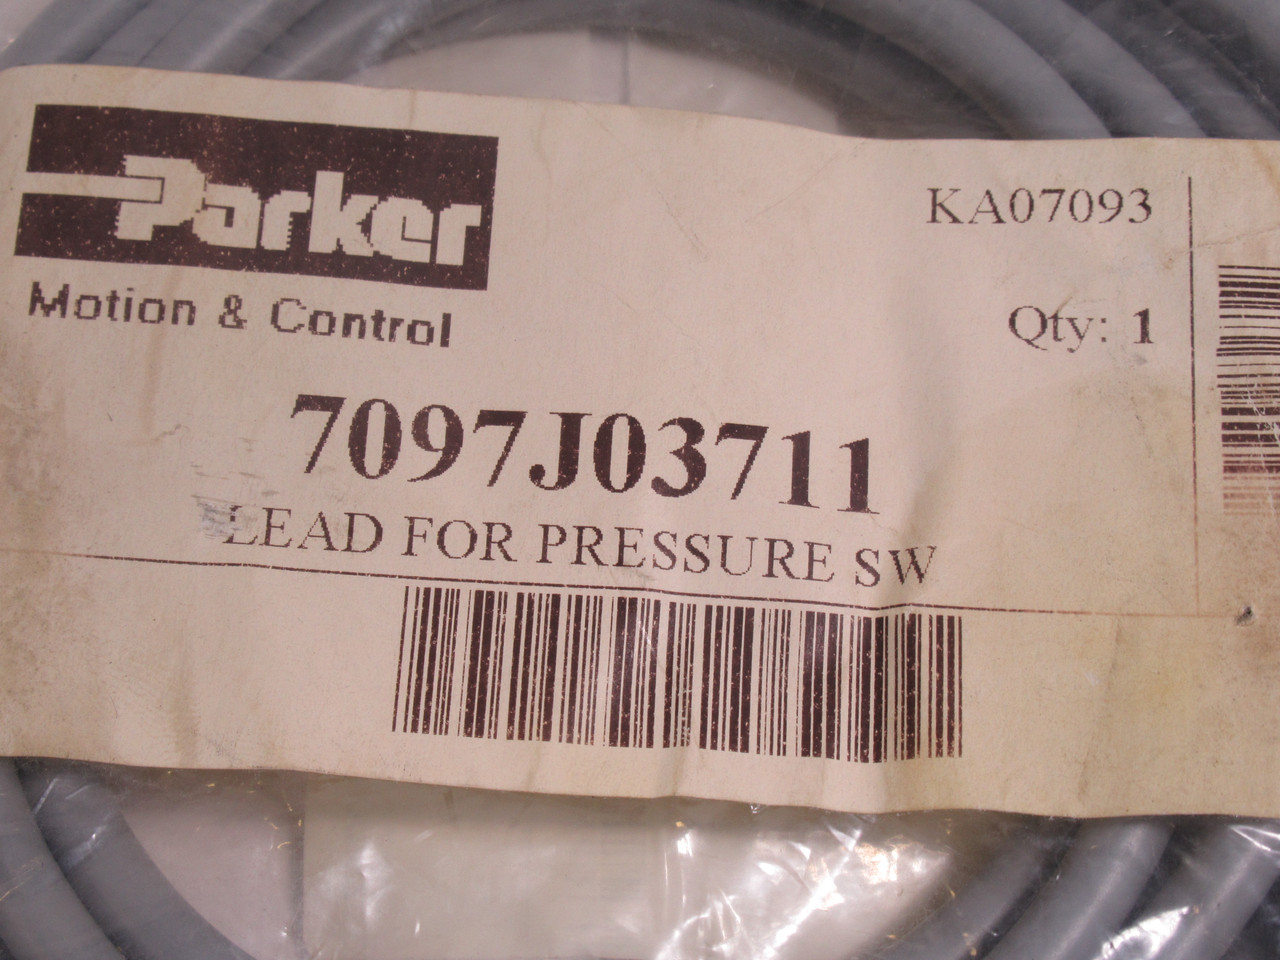 Parker
Motion & Control
KA07093
Qty: 1
7097J03711
LEAD FOR PRESSURE SW